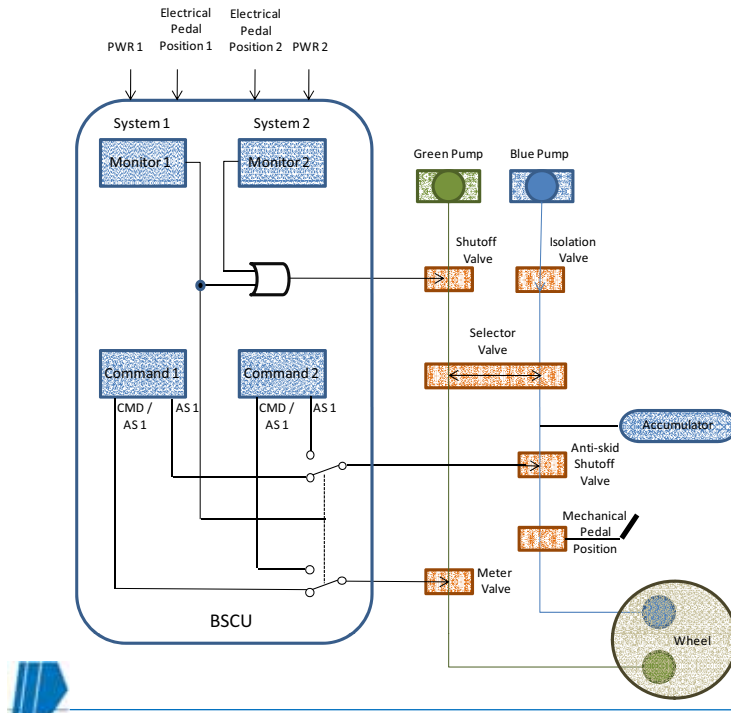 PWR 1
Electrical
Pedal
Position 1
Electrical
Pedal
Position 2
PWR 2
System 1
System 2
Monitor 1
Monitor 2
Green Pump
Blue Pump
Shutoff
Valve
Isolation
Valve
Selector
Valve
Command 1
Command 2
CMD /
AS 1
AS 1
CMD /
AS 1
AS 1
Accumulator
Anti-skid
Shutoff
Valve
Mechanical
Pedal
Position
Meter
Valve
BSCU
Wheel